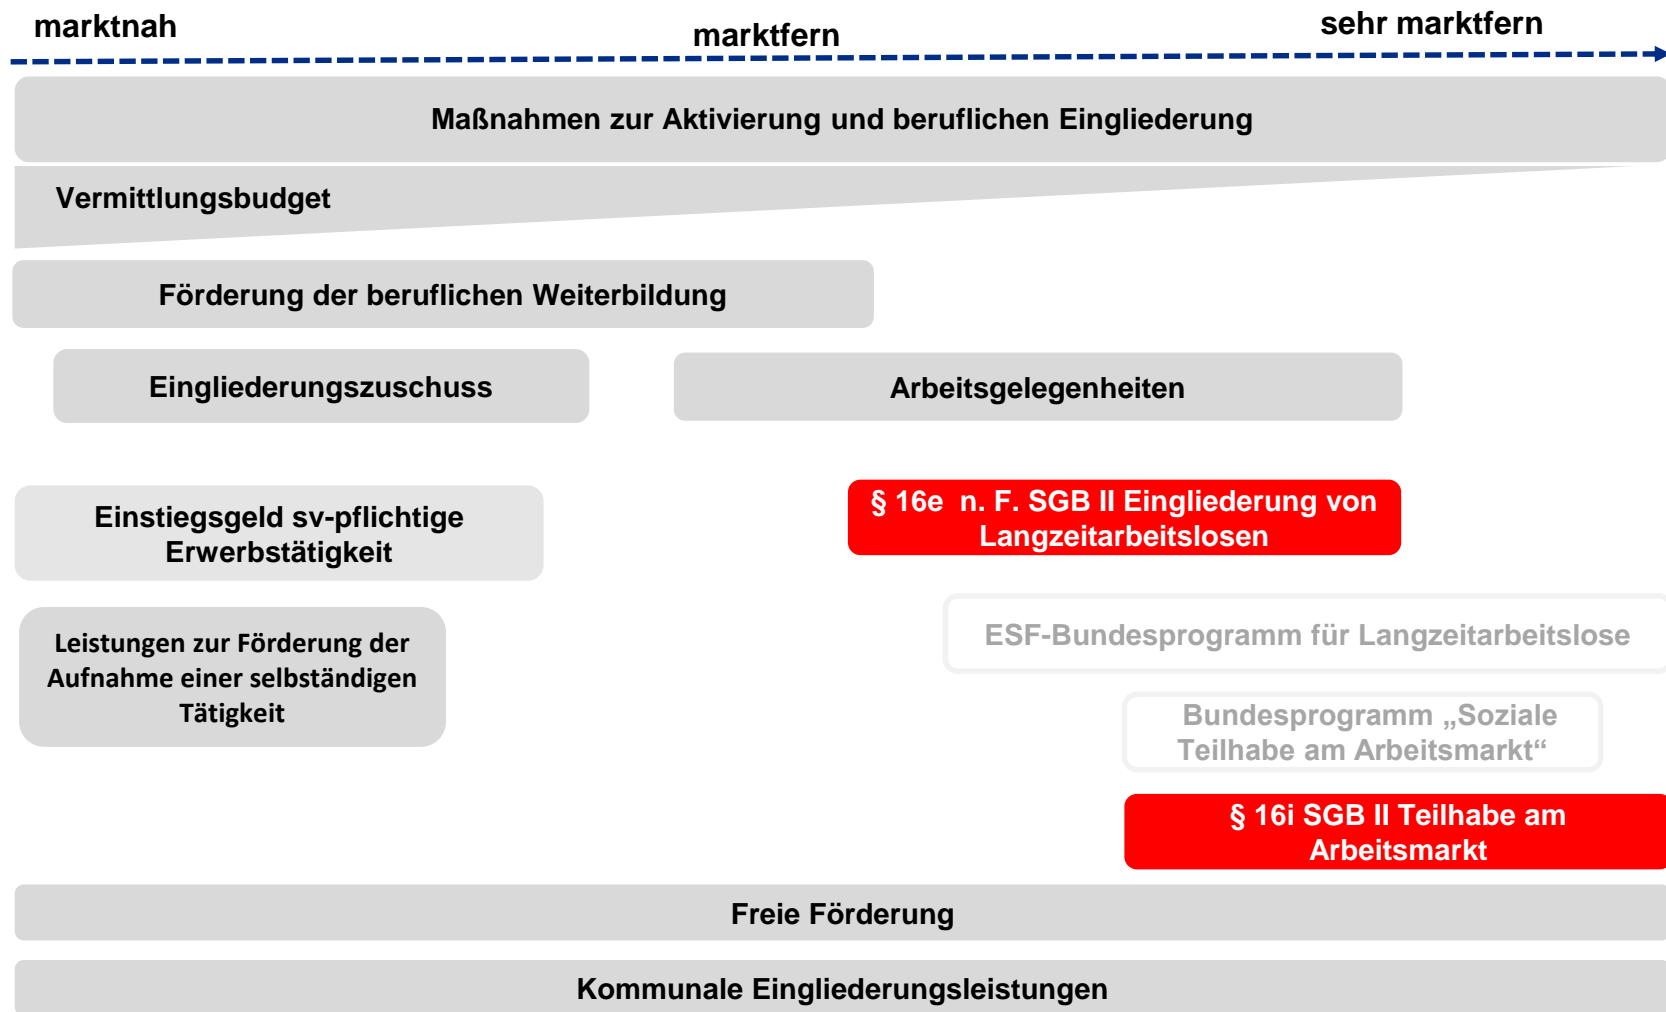 marktnah
marktfern
sehr marktfern
Maßnahmen zur Aktivierung und beruflichen Eingliederung
Vermittlungsbudget
Förderung der beruflichen Weiterbildung
Eingliederungszuschuss
Arbeitsgelegenheiten
Einstiegsgeld sv-pflichtige
Erwerbstätigkeit
§ 16e n. F. SGB II Eingliederung von
Langzeitarbeitslosen
Leistungen zur Förderung der
Aufnahme einer selbständigen
Tätigkeit
ESF-Bundesprogramm für Langzeitarbeitslose
Bundesprogramm „Soziale
Teilhabe am Arbeitsmarkt“
§ 16i SGB II Teilhabe am
Arbeitsmarkt
Freie Förderung
Kommunale Eingliederungsleistungen